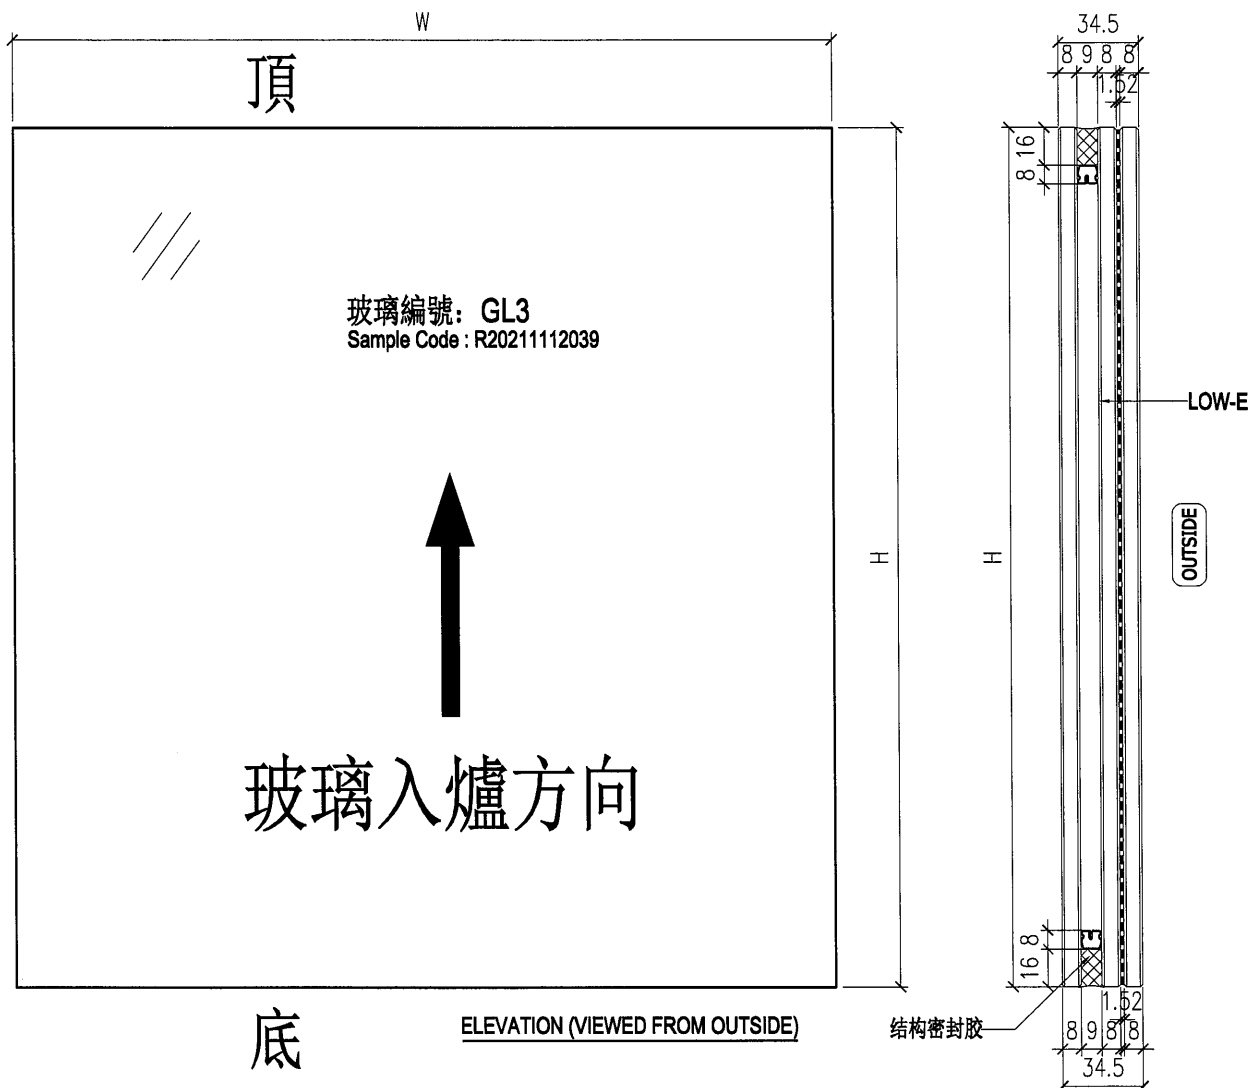 W
頂
玻璃編號： GL3
Sample Code : R20211112039
玻璃入爐方向
底
ELEVATION (VIEWED FROM OUTSIDE)
H
34.5
8 9 8 8
1.52
16
8
H
LOW-E
OUTSIDE
8
16
结构密封胶
1.52
8 9 8 8
34.5